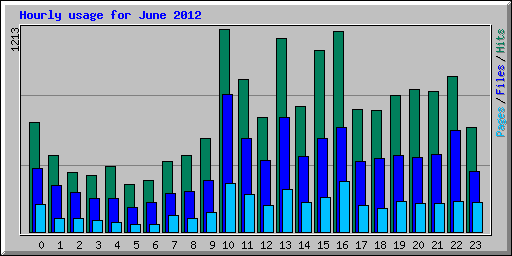 Hourly usage for June 2012
1213
Pages / Files / Hits
0 1 2 3 4 5 6 7 8 9 10 11 12 13 14 15 16 17 18 19 20 21 22 23